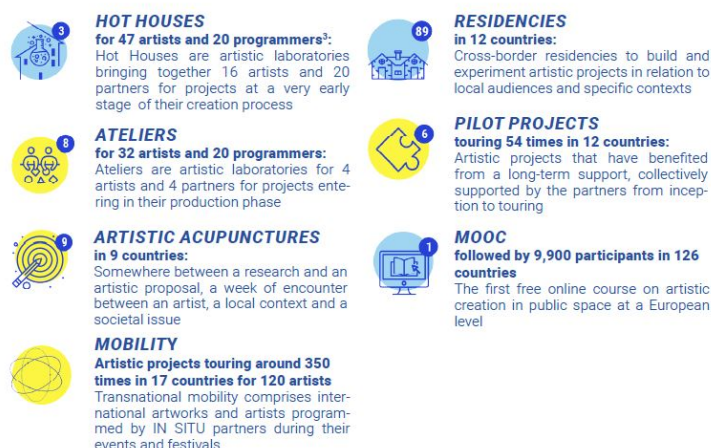 3
HOT HOUSES
for 47 artists and 20 programmers³:
Hot Houses are artistic laboratories
bringing together 16 artists and 20
partners for projects at a very early
stage of their creation process
8
ATELIERS
for 32 artists and 20 programmers:
Ateliers are artistic laboratories for 4
artists and 4 partners for projects ente-
ring in their production phase
9
ARTISTIC ACUPUNCTURES
in 9 countries:
Somewhere between a research and an
artistic proposal, a week of encounter
between an artist, a local context and a
societal issue
MOBILITY
Artistic projects touring around 350
times in 17 countries for 120 artists
Transnational mobility comprises inter-
national artworks and artists program-
med by IN SITU partners during their
events and festivals
89
RESIDENCIES
in 12 countries:
Cross-border residencies to build and
experiment artistic projects in relation to
local audiences and specific contexts
6
PILOT PROJECTS
touring 54 times in 12 countries:
Artistic projects that have benefited
from a long-term support, collectively
supported by the partners from incep-
tion to touring
1
MOOC
followed by 9,900 participants in 126
countries
The first free online course on artistic
creation in public space at a European
level